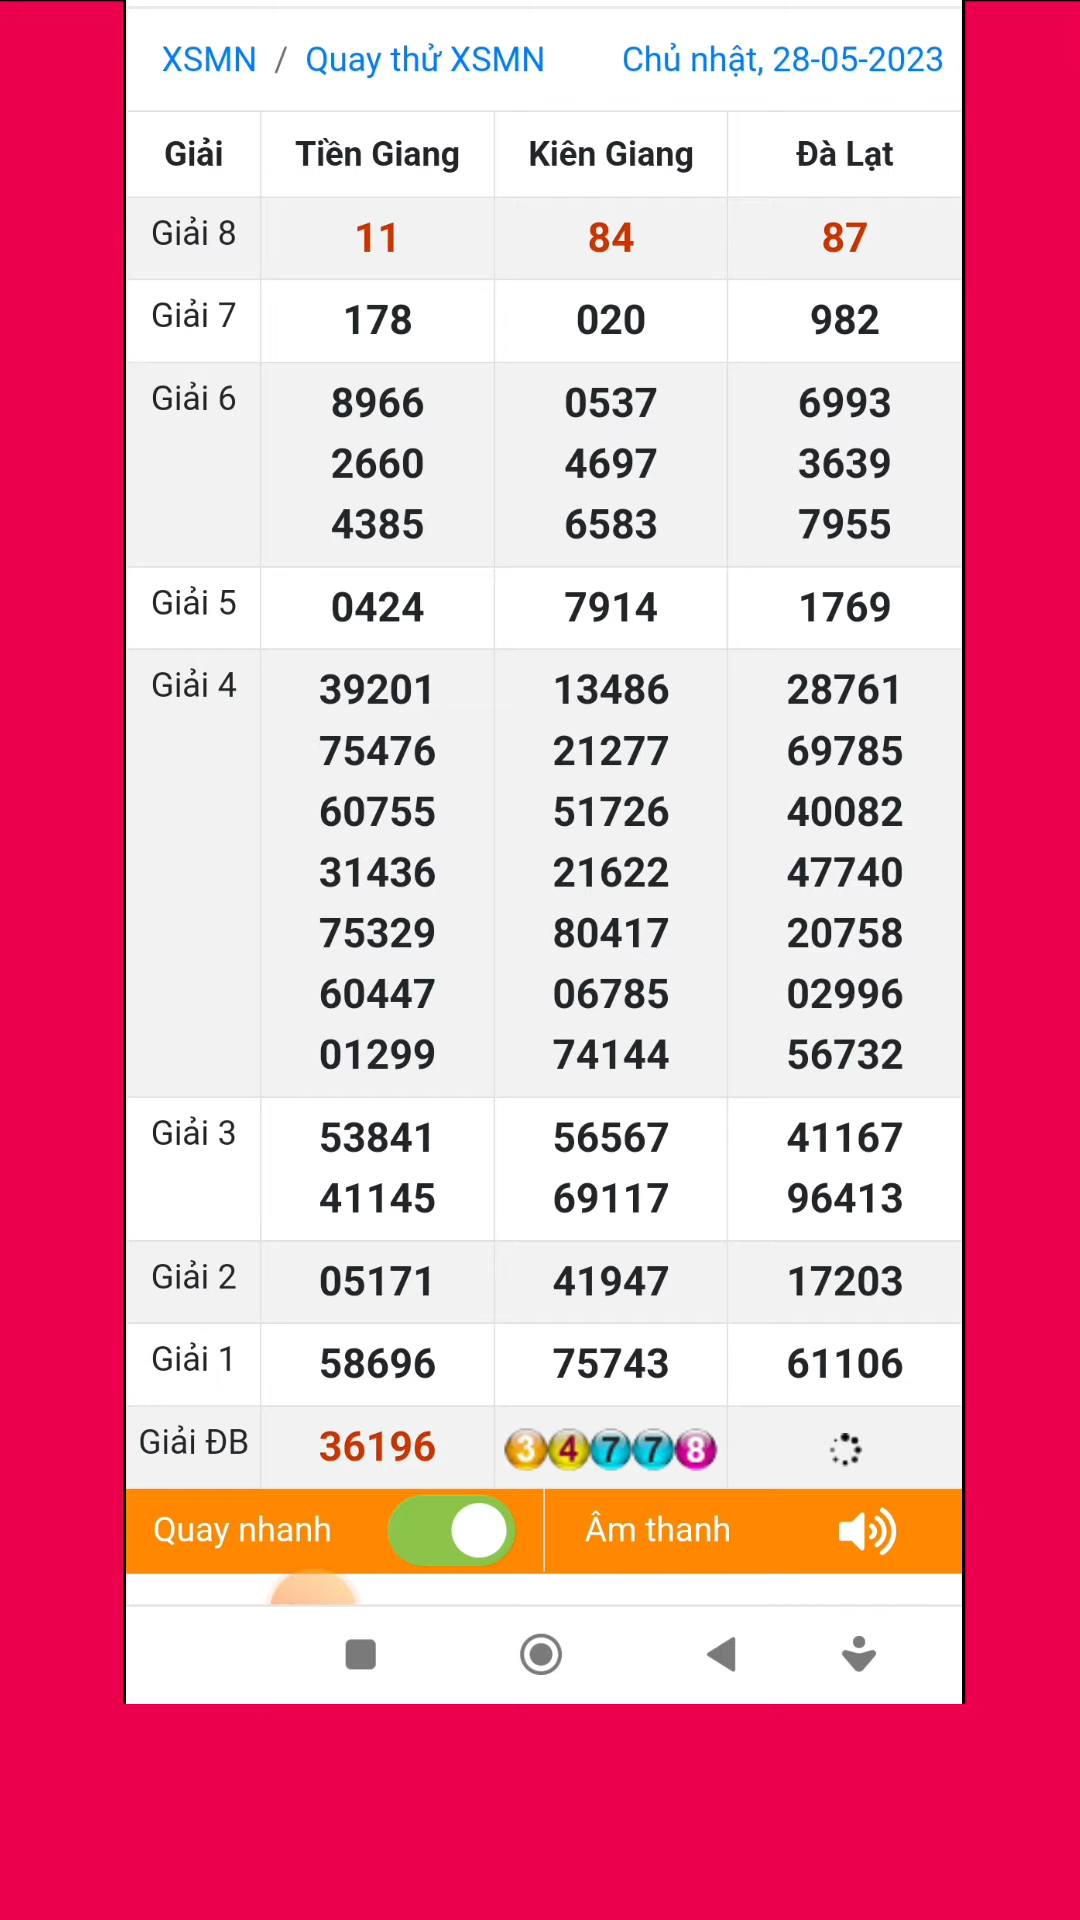 XSMN / Quay thử XSMN Chủ nhật, 28-05-2023
Giải Tiền Giang Kiên Giang Đà Lạt
Giải 8 11 84 87
Giải 7 178 020 982
Giải 6 8966 0537 6993
2660 4697 3639
4385 6583 7955
Giải 5 0424 7914 1769
Giải 4 39201 13486 28761
75476 21277 69785
60755 51726 40082
31436 21622 47740
75329 80417 20758
60447 06785 02996
01299 74144 56732
Giải 3 53841 56567 41167
41145 69117 96413
Giải 2 05171 41947 17203
Giải 1 58696 75743 61106
Giải ĐB 36196 34778
Quay nhanh Âm thanh